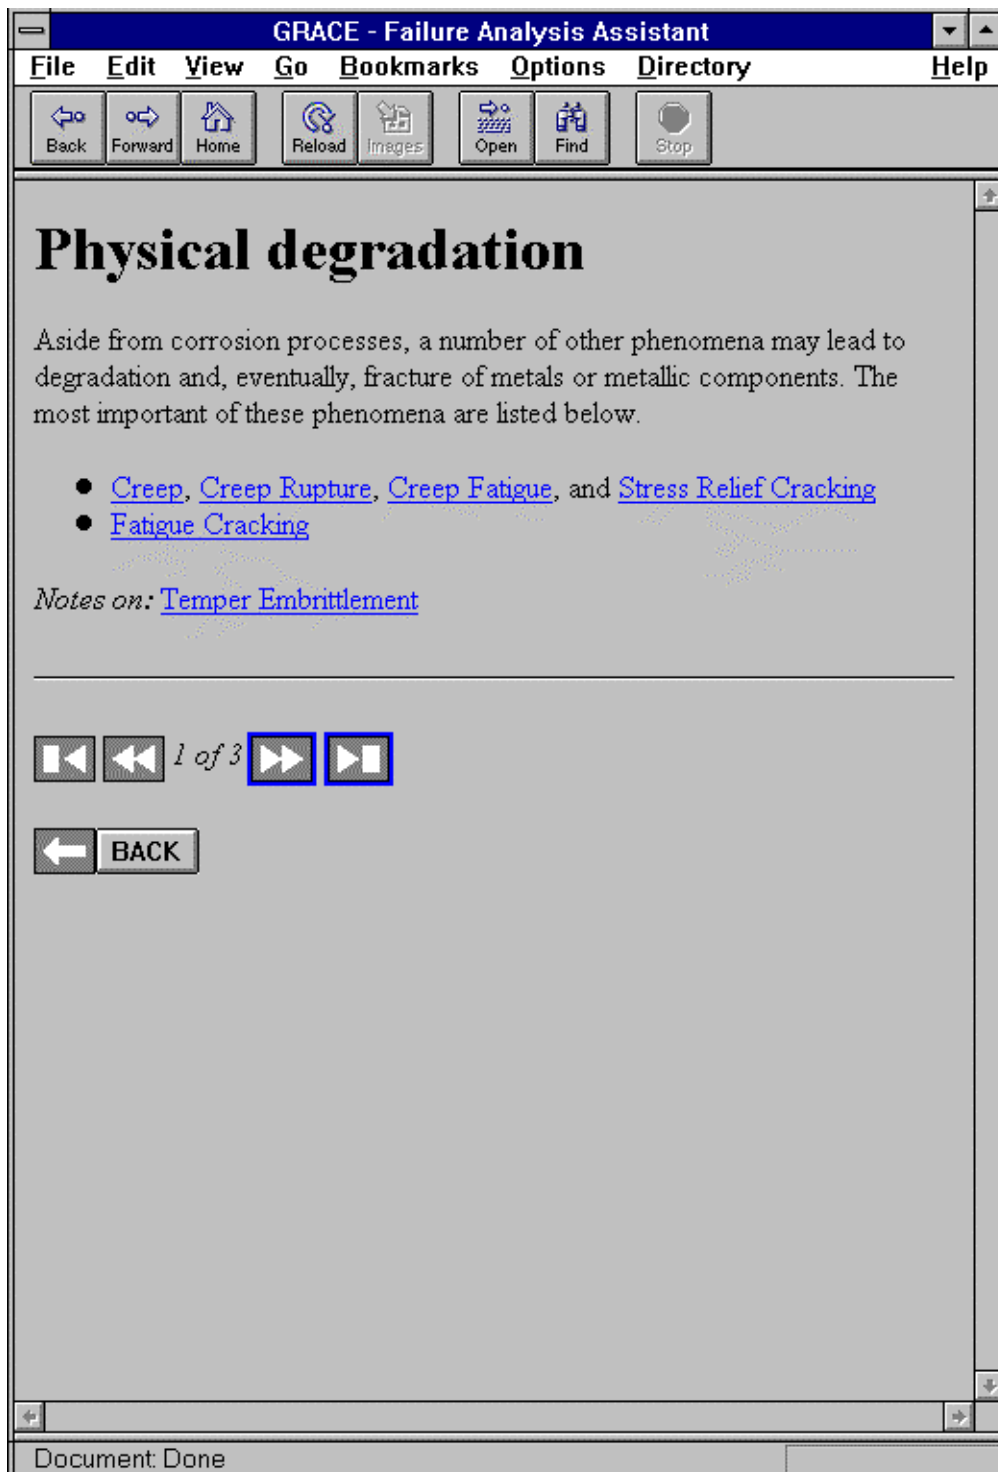 GRACE - Failure Analysis Assistant
File Edit View Go Bookmarks Options Directory Help
Back Forward Home Reload Images Open Find Stop
Physical degradation
Aside from corrosion processes, a number of other phenomena may lead to
degradation and, eventually, fracture of metals or metallic components. The
most important of these phenomena are listed below.
● Creep, Creep Rupture, Creep Fatigue, and Stress Relief Cracking
● Fatigue Cracking
Notes on: Temper Embrittlement
1 of 3
BACK
Document: Done